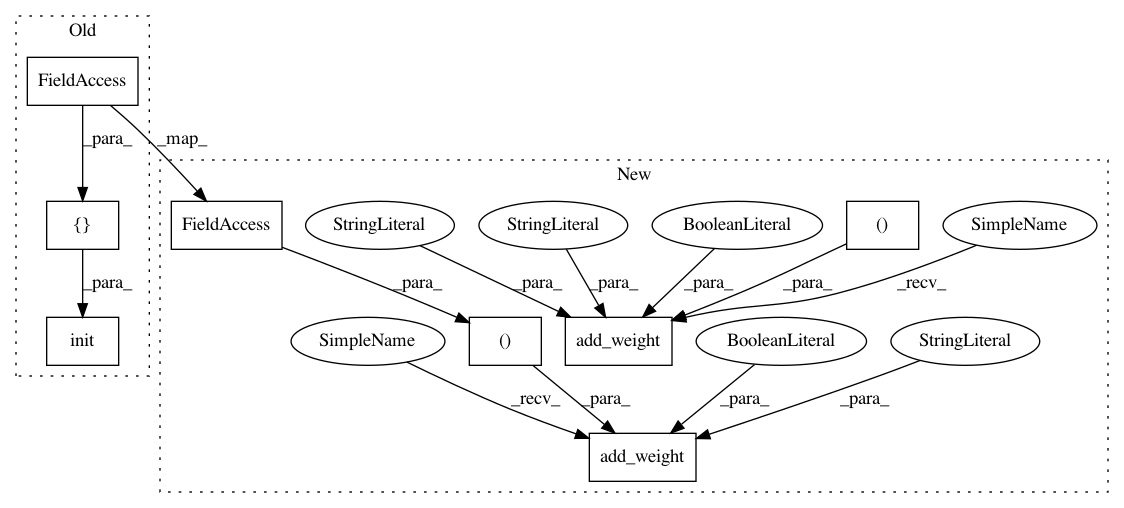 Old
FieldAccess
_para_
_map_
New
{}
FieldAccess
StringLiteral
StringLiteral
BooleanLiteral
()
SimpleName
_para_
_para_
_para_
_para_
_para_
_para_
_recv_
init
SimpleName
()
add_weight
BooleanLiteral
StringLiteral
_recv_
_para_
_para_
_para_
add_weight